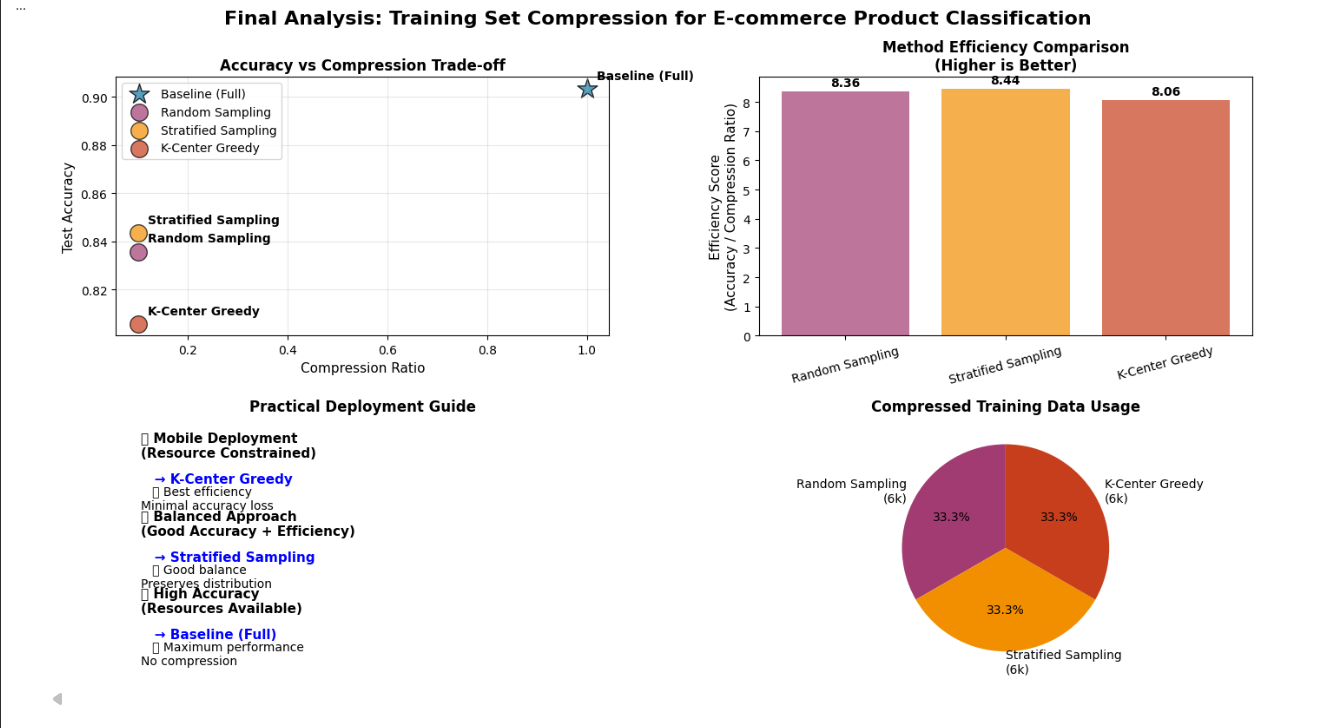 ...
Final Analysis: Training Set Compression for E-commerce Product Classification
Accuracy vs Compression Trade-off
Baseline (Full)
Random Sampling
Stratified Sampling
K-Center Greedy
Baseline (Full)
Stratified Sampling
Random Sampling
K-Center Greedy
0.90
0.88
0.86
0.84
0.82
Test Accuracy
0.2 0.4 0.6 0.8 1.0
Compression Ratio
Method Efficiency Comparison
(Higher is Better)
8.36 8.44 8.06
8
7
6
5
4
3
2
1
0
Efficiency Score
(Accuracy / Compression Ratio)
Random Sampling Stratified Sampling K-Center Greedy
Practical Deployment Guide
Mobile Deployment
(Resource Constrained)
→ K-Center Greedy
Best efficiency
Minimal accuracy loss
Balanced Approach
(Good Accuracy + Efficiency)
→ Stratified Sampling
Good balance
Preserves distribution
High Accuracy
(Resources Available)
→ Baseline (Full)
Maximum performance
No compression
Compressed Training Data Usage
Random Sampling
(6k)
33.3%
K-Center Greedy
(6k)
33.3%
33.3%
Stratified Sampling
(6k)